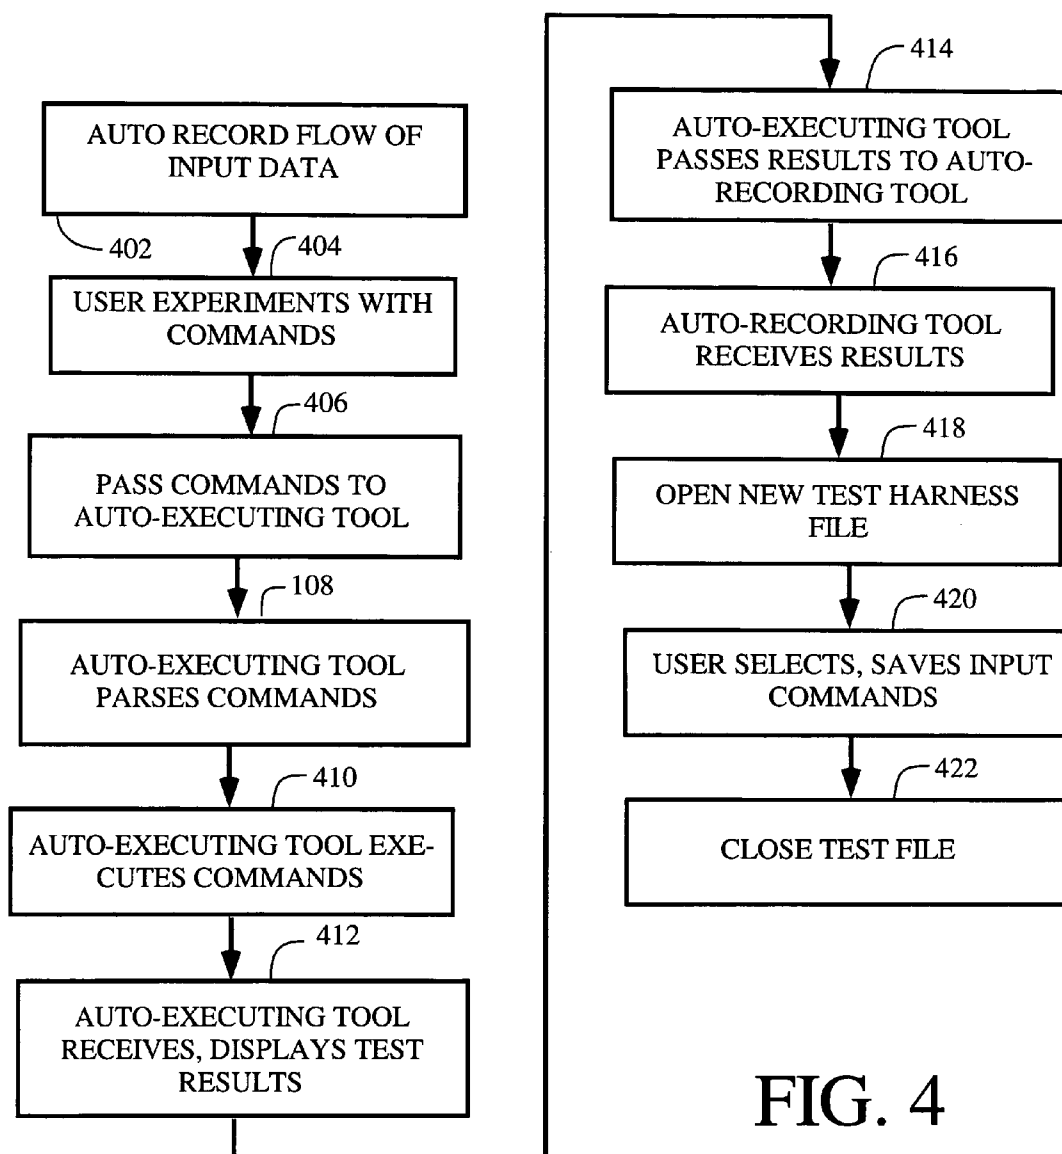 AUTO RECORD FLOW OF
INPUT DATA
402
404
USER EXPERIMENTS WITH
COMMANDS
406
PASS COMMANDS TO
AUTO-EXECUTING TOOL
108
AUTO-EXECUTING TOOL
PARSES COMMANDS
410
AUTO-EXECUTING TOOL EXE-
CUTES COMMANDS
412
AUTO-EXECUTING TOOL
RECEIVES, DISPLAYS TEST
RESULTS
414
AUTO-EXECUTING TOOL
PASSES RESULTS TO AUTO-
RECORDING TOOL
416
AUTO-RECORDING TOOL
RECEIVES RESULTS
418
OPEN NEW TEST HARNESS
FILE
420
USER SELECTS, SAVES INPUT
COMMANDS
422
CLOSE TEST FILE
FIG. 4